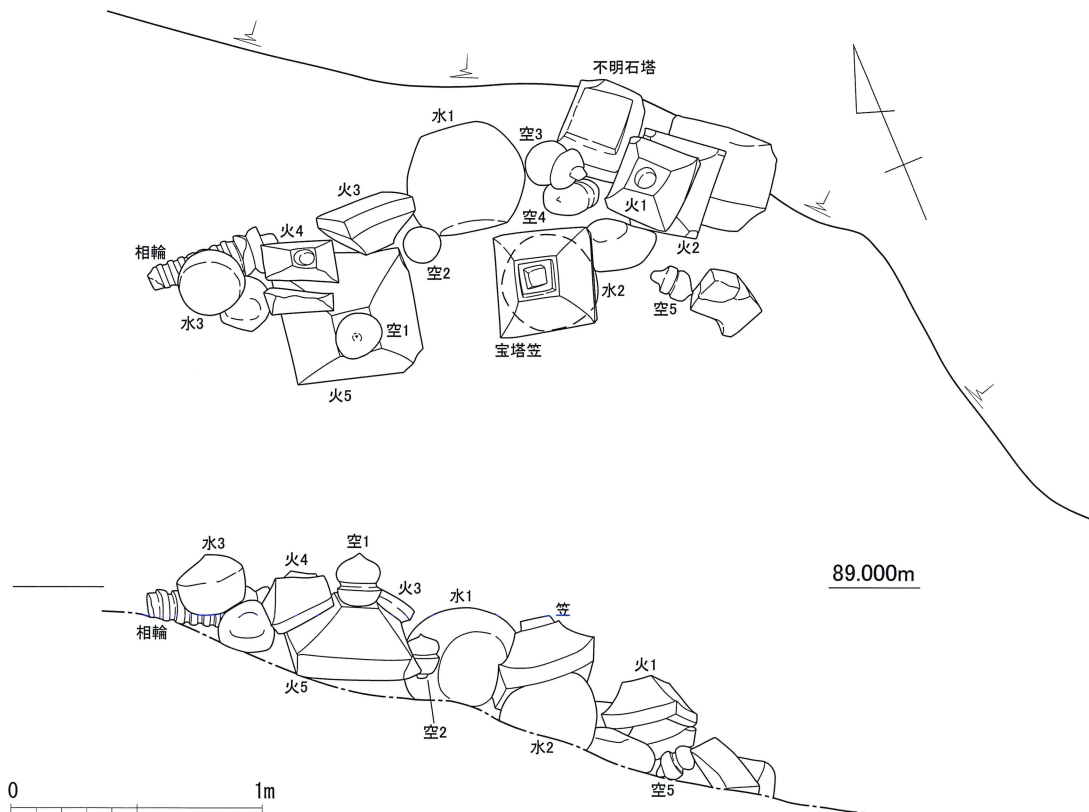 不明石塔
水1
空3
火3
火1
空4
火4
火2
相輪
空2
水2
空5
水3
空1
宝塔笠
火5
水3
空1
火4
火3
水1
笠
89.000m
相輪
火1
火5
空2
水2
空5
0
1m